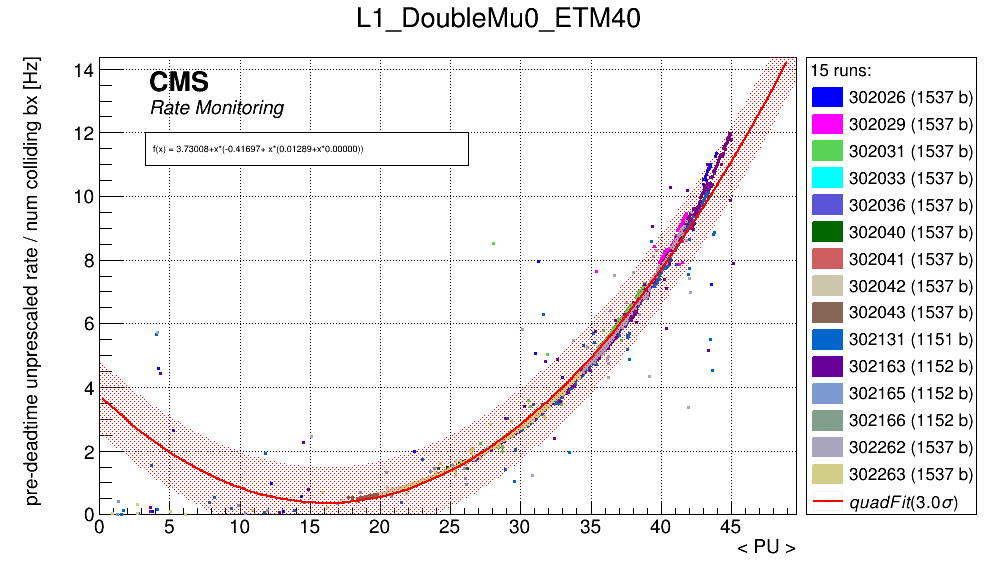 L1_DoubleMu0_ETM40
pre-deadtime unprescaled rate / num colliding bx [Hz]
14
12
10
8
6
4
2
0
CMS
Rate Monitoring
f(x) = 3.73008+x*(-0.41697+ x*(0.01289+x*0.00000))
0 5 10 15 20 25 30 35 40 45
< PU >
15 runs:
302026 (1537 b)
302029 (1537 b)
302031 (1537 b)
302033 (1537 b)
302036 (1537 b)
302040 (1537 b)
302041 (1537 b)
302042 (1537 b)
302043 (1537 b)
302131 (1151 b)
302163 (1152 b)
302165 (1152 b)
302166 (1152 b)
302262 (1537 b)
302263 (1537 b)
quadFit(3.0σ)